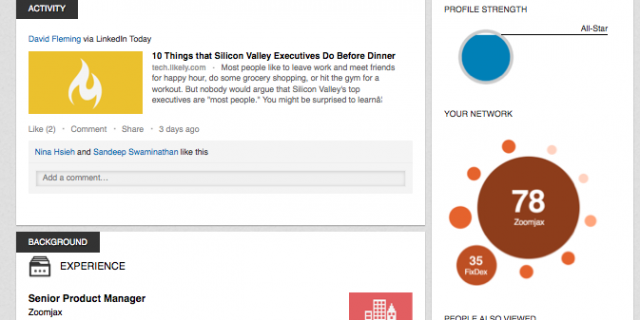 ACTIVITY
David Fleming via LinkedIn Today
10 Things that Silicon Valley Executives Do Before Dinner
tech.likely.com · Most people like to leave work and meet friends
for happy hour, do some grocery shopping, or hit the gym for a
workout. But nobody would argue that Silicon Valley's top
executives are "most people." You might be surprised to learnâ¦
Like (2) · Comment · Share · 3 days ago
Nina Hsieh and Sandeep Swaminathan like this
Add a comment...
BACKGROUND
EXPERIENCE
Senior Product Manager
Zoomjax
PROFILE STRENGTH
All-Star
YOUR NETWORK
78
Zoomjax
35
FixDex
PEOPLE ALSO VIEWED